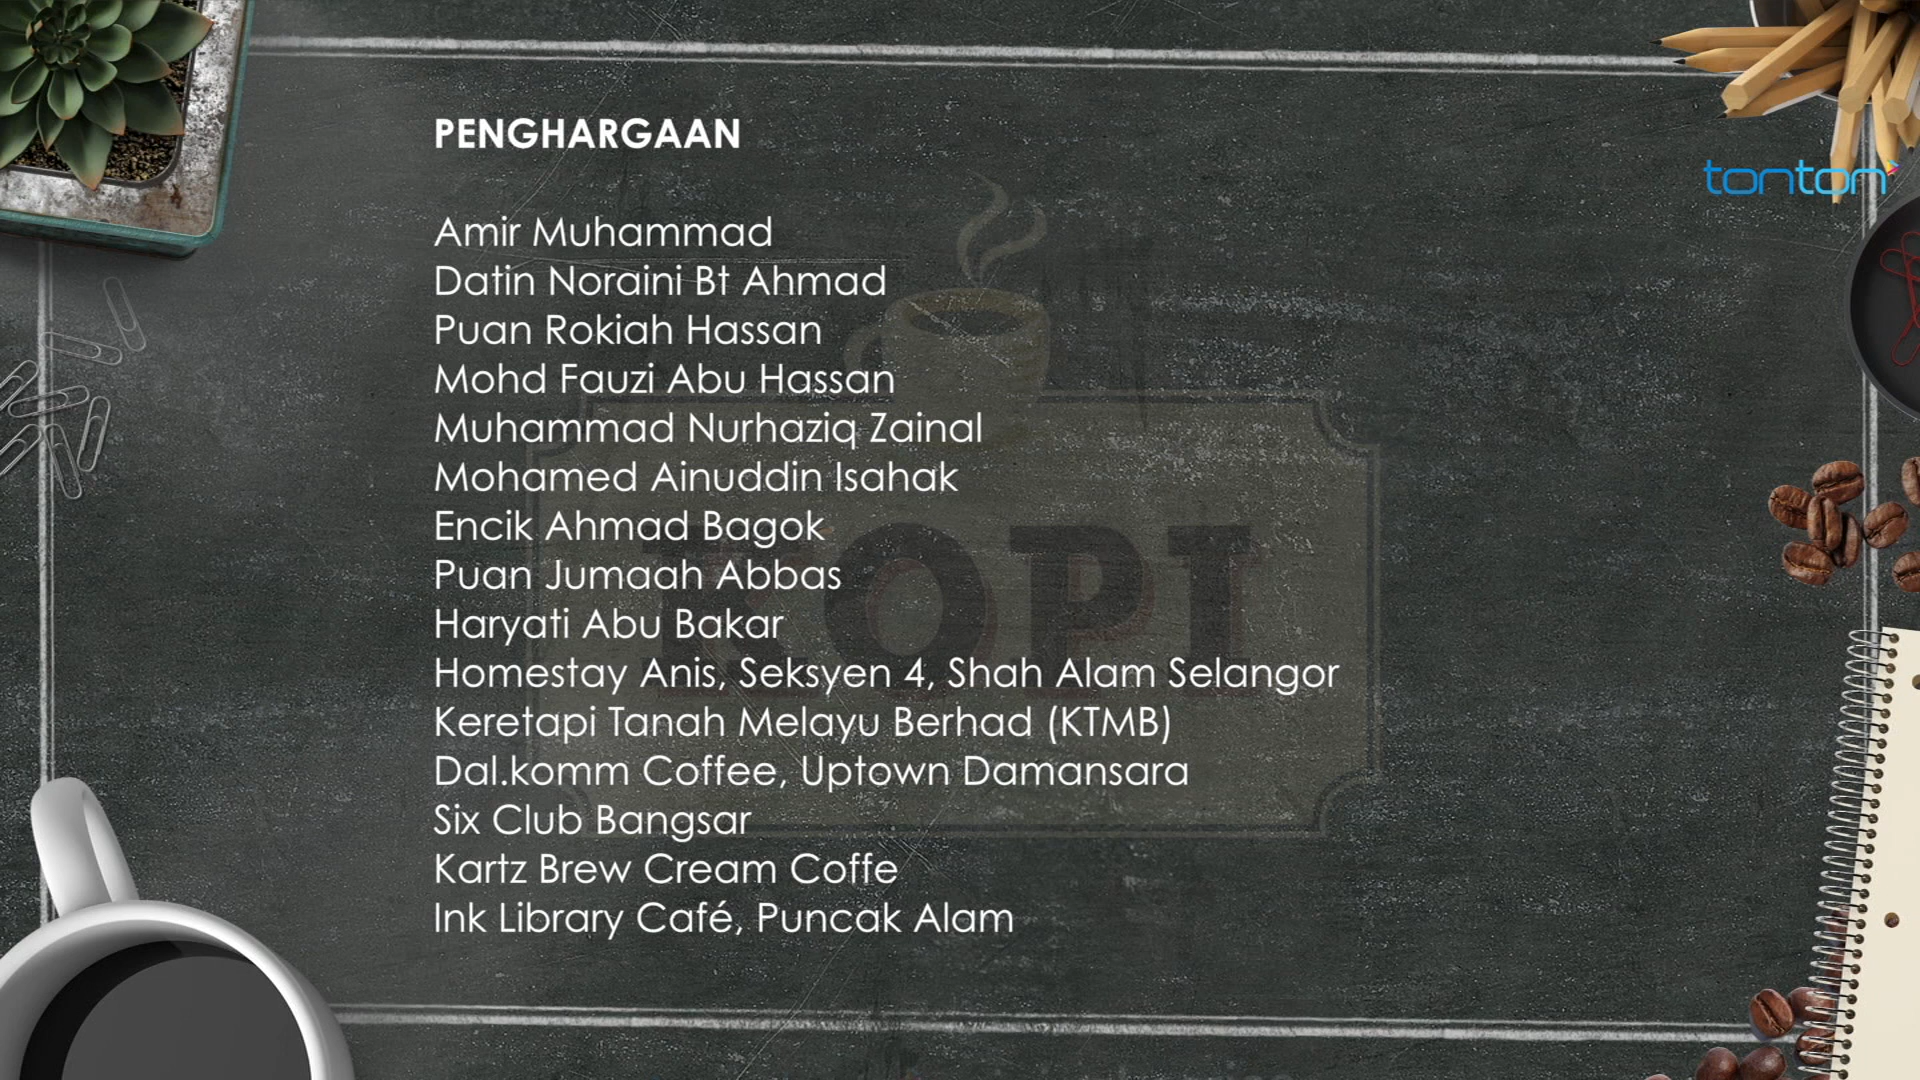 PENGHARGAAN
tonton
Amir Muhammad
Datin Noraini Bt Ahmad
Puan Rokiah Hassan
Mohd Fauzi Abu Hassan
Muhammad Nurhaziq Zainal
Mohamed Ainuddin Isahak
Encik Ahmad Bagok
Puan Jumaah Abbas
Haryati Abu Bakar
Homestay Anis, Seksyen 4, Shah Alam Selangor
Keretapi Tanah Melayu Berhad (KTMB)
Dal.komm Coffee, Uptown Damansara
Six Club Bangsar
Kartz Brew Cream Coffe
Ink Library Café, Puncak Alam
KOPI